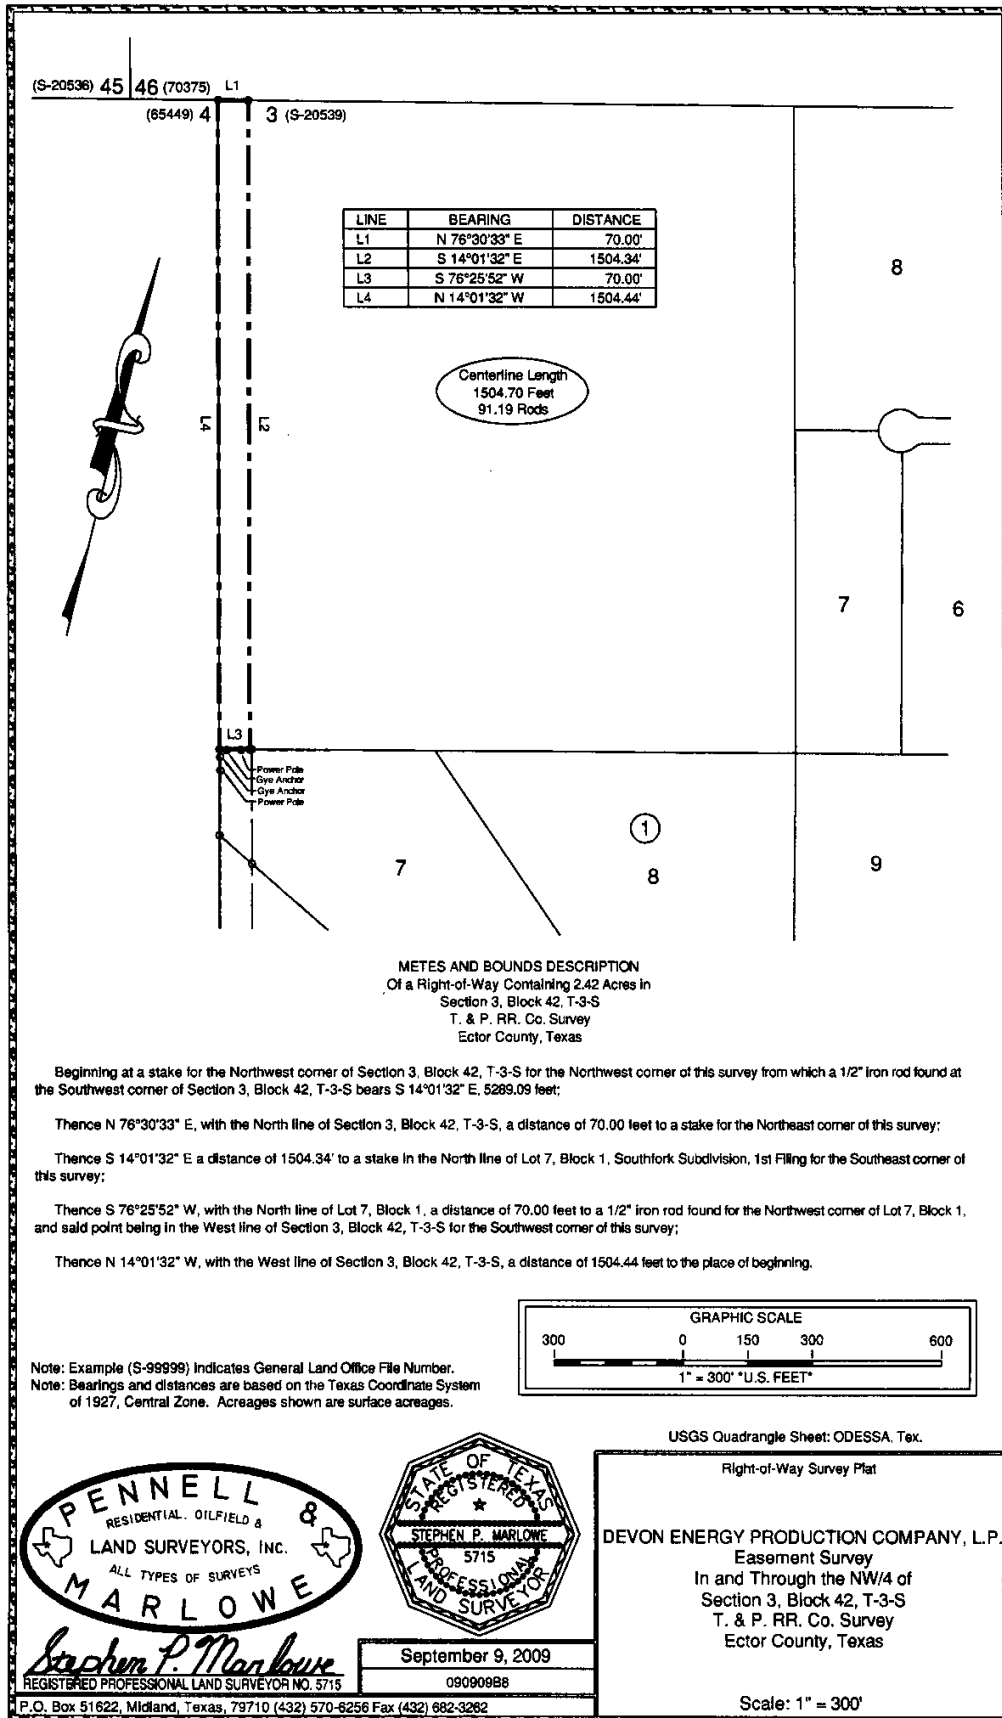 (S-20536) 45 46 (70375) L1
(65449) 4 3 (S-20539)
LINE BEARING DISTANCE
L1 N 76°30'33" E 70.00'
L2 S 14°01'32" E 1504.34'
L3 S 76°25'52" W 70.00'
L4 N 14°01'32" W 1504.44'
8
Centerline Length
1504.70 Feet
91.19 Rods
L4 L2
7 6
L3
Power Pole
Gye Anchor
Gye Anchor
Power Pole
1
7 8 9
METES AND BOUNDS DESCRIPTION
Of a Right-of-Way Containing 2.42 Acres in
Section 3, Block 42, T-3-S
T. & P. RR. Co. Survey
Ector County, Texas
Beginning at a stake for the Northwest corner of Section 3, Block 42, T-3-S for the Northwest corner of this survey from which a 1/2" iron rod found at
the Southwest corner of Section 3, Block 42, T-3-S bears S 14°01'32" E, 5289.09 feet;
Thence N 76°30'33" E, with the North line of Section 3, Block 42, T-3-S, a distance of 70.00 feet to a stake for the Northeast corner of this survey;
Thence S 14°01'32" E a distance of 1504.34' to a stake in the North line of Lot 7, Block 1, Southfork Subdivision, 1st Filing for the Southeast corner of
this survey;
Thence S 76°25'52" W, with the North line of Lot 7, Block 1, a distance of 70.00 feet to a 1/2" iron rod found for the Northwest corner of Lot 7, Block 1,
and said point being in the West line of Section 3, Block 42, T-3-S for the Southwest corner of this survey;
Thence N 14°01'32" W, with the West line of Section 3, Block 42, T-3-S, a distance of 1504.44 feet to the place of beginning.
GRAPHIC SCALE
300 0 150 300 600
1" = 300' "U.S. FEET"
Note: Example (S-99999) Indicates General Land Office File Number.
Note: Bearings and distances are based on the Texas Coordinate System
of 1927, Central Zone. Acreages shown are surface acreages.
USGS Quadrangle Sheet: ODESSA, Tex.
PENNELL &
RESIDENTIAL, OILFIELD &
LAND SURVEYORS, INC.
ALL TYPES OF SURVEYS
MARLOWE
STATE OF TEXAS
REGISTERED
STEPHEN P. MARLOWE
5715
PROFESSIONAL
LAND SURVEYOR
Right-of-Way Survey Plat
DEVON ENERGY PRODUCTION COMPANY, L.P.
Easement Survey
In and Through the NW/4 of
Section 3, Block 42, T-3-S
T. & P. RR. Co. Survey
Ector County, Texas
Scale: 1" = 300'
Stephen P. Marlowe
REGISTERED PROFESSIONAL LAND SURVEYOR NO. 5715
September 9, 2009
090909B8
P.O. Box 51622, Midland, Texas, 79710 (432) 570-6256 Fax (432) 682-3262